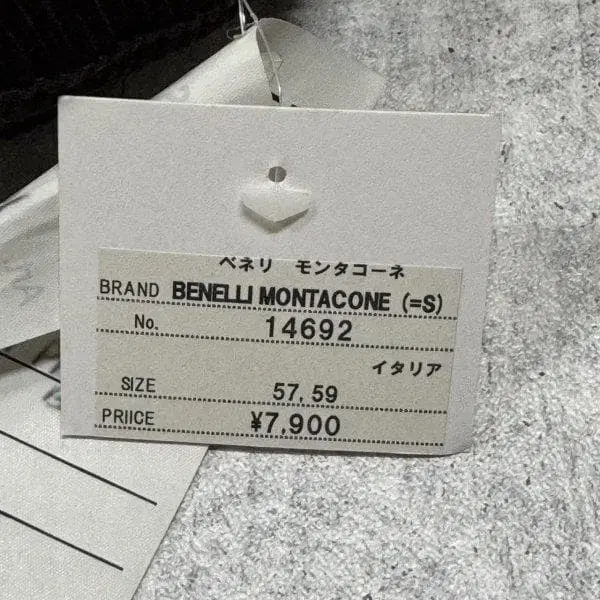 ベネリ モンタコーネ
BRAND BENELLI MONTACONE (=S)
No. 14692
イタリア
SIZE 57,59
PRIICE ¥7,900